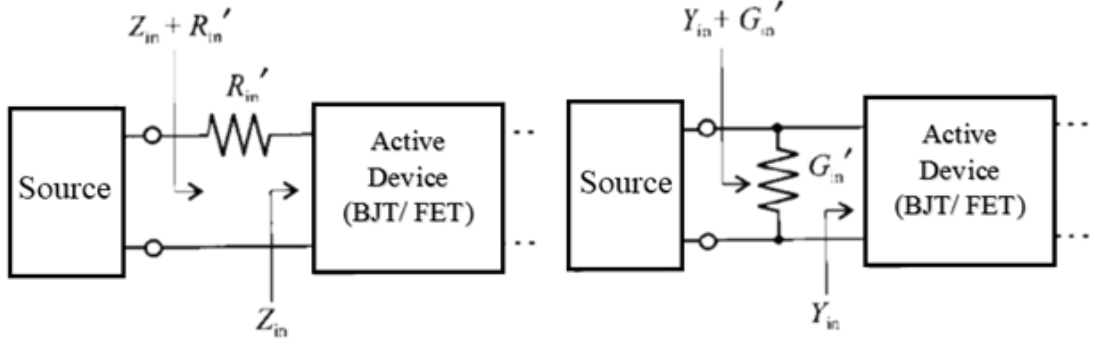 Z_in + R_in′
R_in′
Source
Active
Device
(BJT/ FET)
Z_in
Y_in + G_in′
Source
G_in′
Active
Device
(BJT/ FET)
Y_in